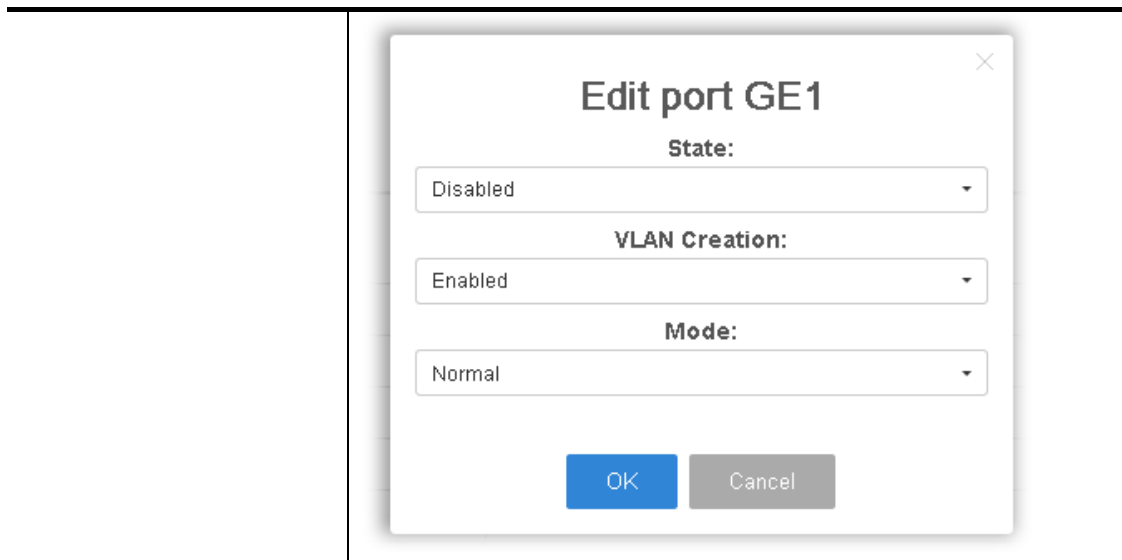 Edit port GE1
State:
Disabled
VLAN Creation:
Enabled
Mode:
Normal
OK Cancel